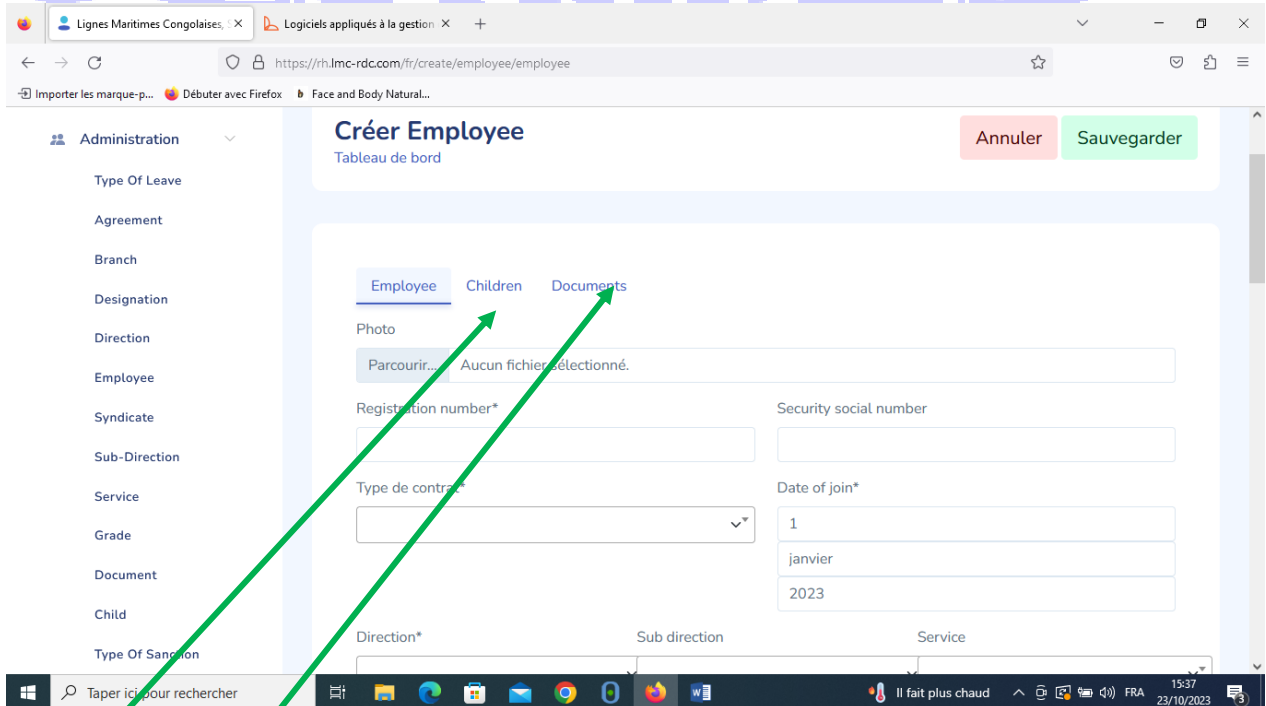 Lignes Maritimes Congolaises, S
Logiciels appliqués à la gestion
https://rh.lmc-rdc.com/fr/create/employee/employee
Importer les marque-p... Débuter avec Firefox b Face and Body Natural...
Administration
Type Of Leave
Agreement
Branch
Designation
Direction
Employee
Syndicate
Sub-Direction
Service
Grade
Document
Child
Type Of Sanction
Créer Employee
Tableau de bord
Annuler Sauvegarder
Employee Children Documents
Photo
Parcourir... Aucun fichier sélectionné.
Registration number* Security social number
Type de contrat* Date of join*
1
janvier
2023
Direction* Sub direction Service
Taper ici pour rechercher
Il fait plus chaud FRA 15:37
23/10/2023 3